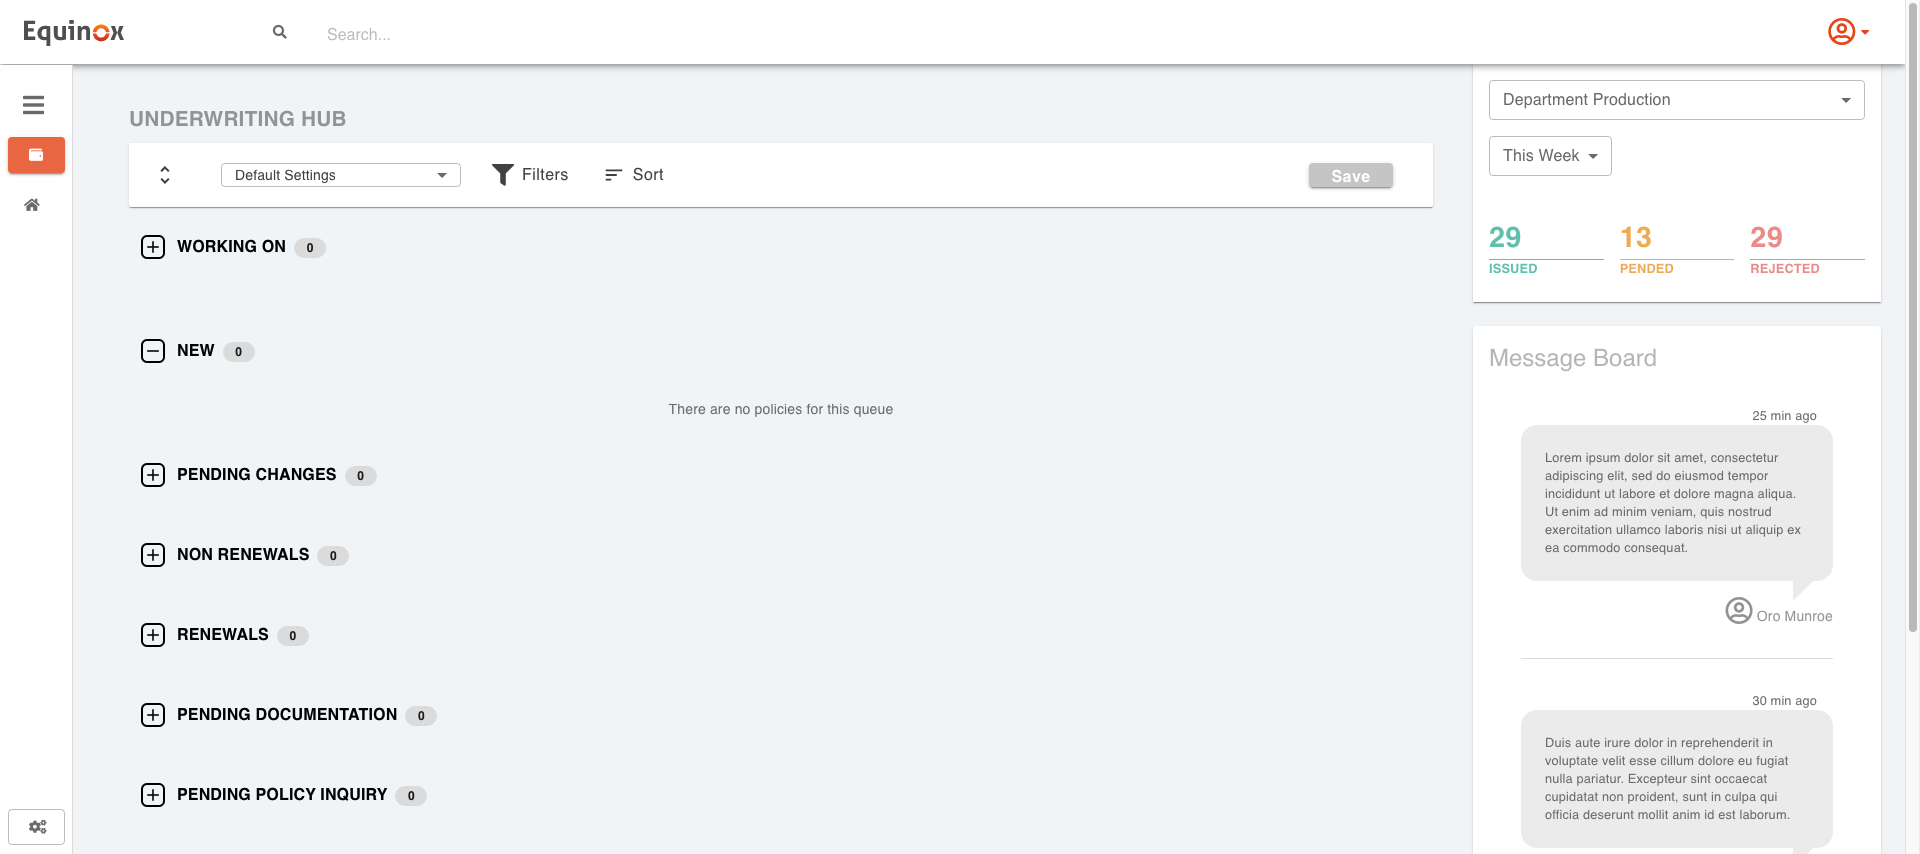 Equinox
Search...
UNDERWRITING HUB
Default Settings
Filters
Sort
Save
WORKING ON 0
NEW 0
There are no policies for this queue
PENDING CHANGES 0
NON RENEWALS 0
RENEWALS 0
PENDING DOCUMENTATION 0
PENDING POLICY INQUIRY 0
Department Production
This Week
29 13 29
ISSUED PENDED REJECTED
Message Board
25 min ago
Lorem ipsum dolor sit amet, consectetur
adipiscing elit, sed do eiusmod tempor
incididunt ut labore et dolore magna aliqua.
Ut enim ad minim veniam, quis nostrud
exercitation ullamco laboris nisi ut aliquip ex
ea commodo consequat.
Oro Munroe
30 min ago
Duis aute irure dolor in reprehenderit in
voluptate velit esse cillum dolore eu fugiat
nulla pariatur. Excepteur sint occaecat
cupidatat non proident, sunt in culpa qui
officia deserunt mollit anim id est laborum.